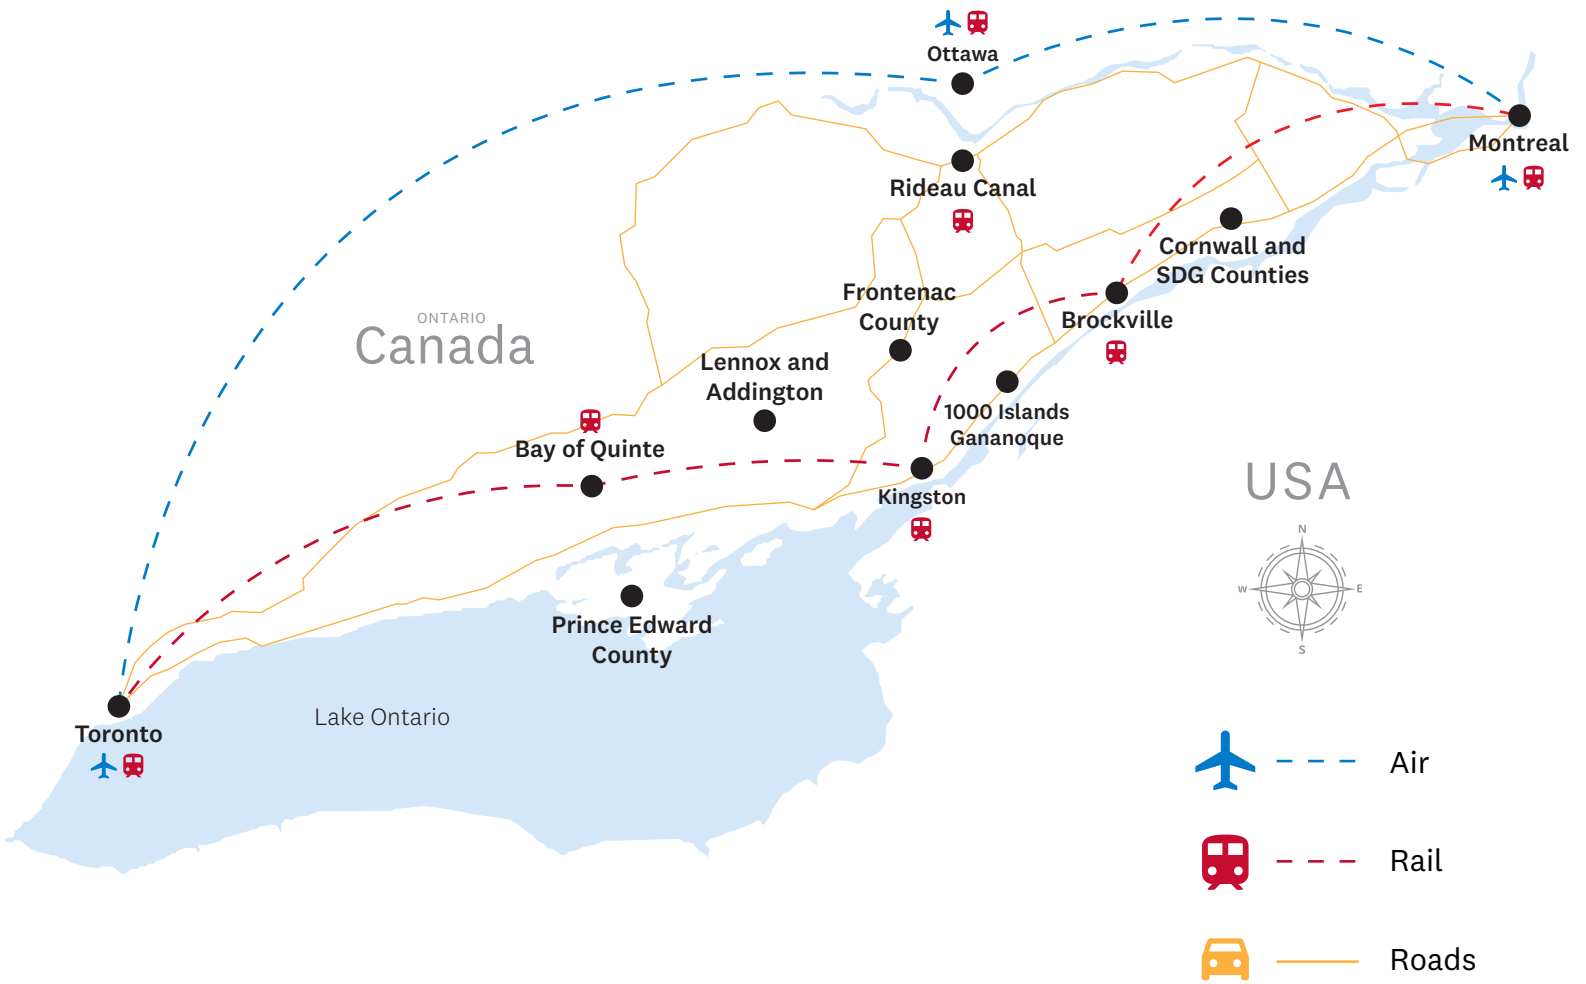 Ottawa
Montreal
Rideau Canal
Cornwall and
SDG Counties
Frontenac
County
ONTARIO
Canada
Brockville
Lennox and
Addington
1000 Islands
Gananoque
Bay of Quinte
Kingston
USA
N
W
E
S
Prince Edward
County
Lake Ontario
Toronto
Air
Rail
Roads